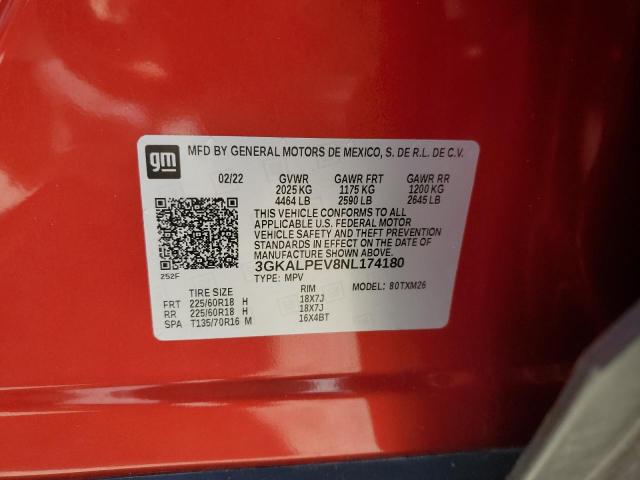 gm
MFD BY GENERAL MOTORS DE MEXICO, S. DE R.L. DE C.V.
02/22 GVWR GAWR FRT GAWR RR
2025 KG 1175 KG 1200 KG
4464 LB 2590 LB 2645 LB
THIS VEHICLE CONFORMS TO ALL
APPLICABLE U.S. FEDERAL MOTOR
VEHICLE SAFETY AND THEFT PREVENTION
STANDARDS IN EFFECT ON THE DATE OF
MANUFACTURE SHOWN ABOVE.
3GKALPEV8NL174180
252F
TYPE: MPV MODEL: 80TXM26
TIRE SIZE RIM
FRT 225/60R18 H 18X7J
RR 225/60R18 H 18X7J
SPA T135/70R16 M 16X4BT